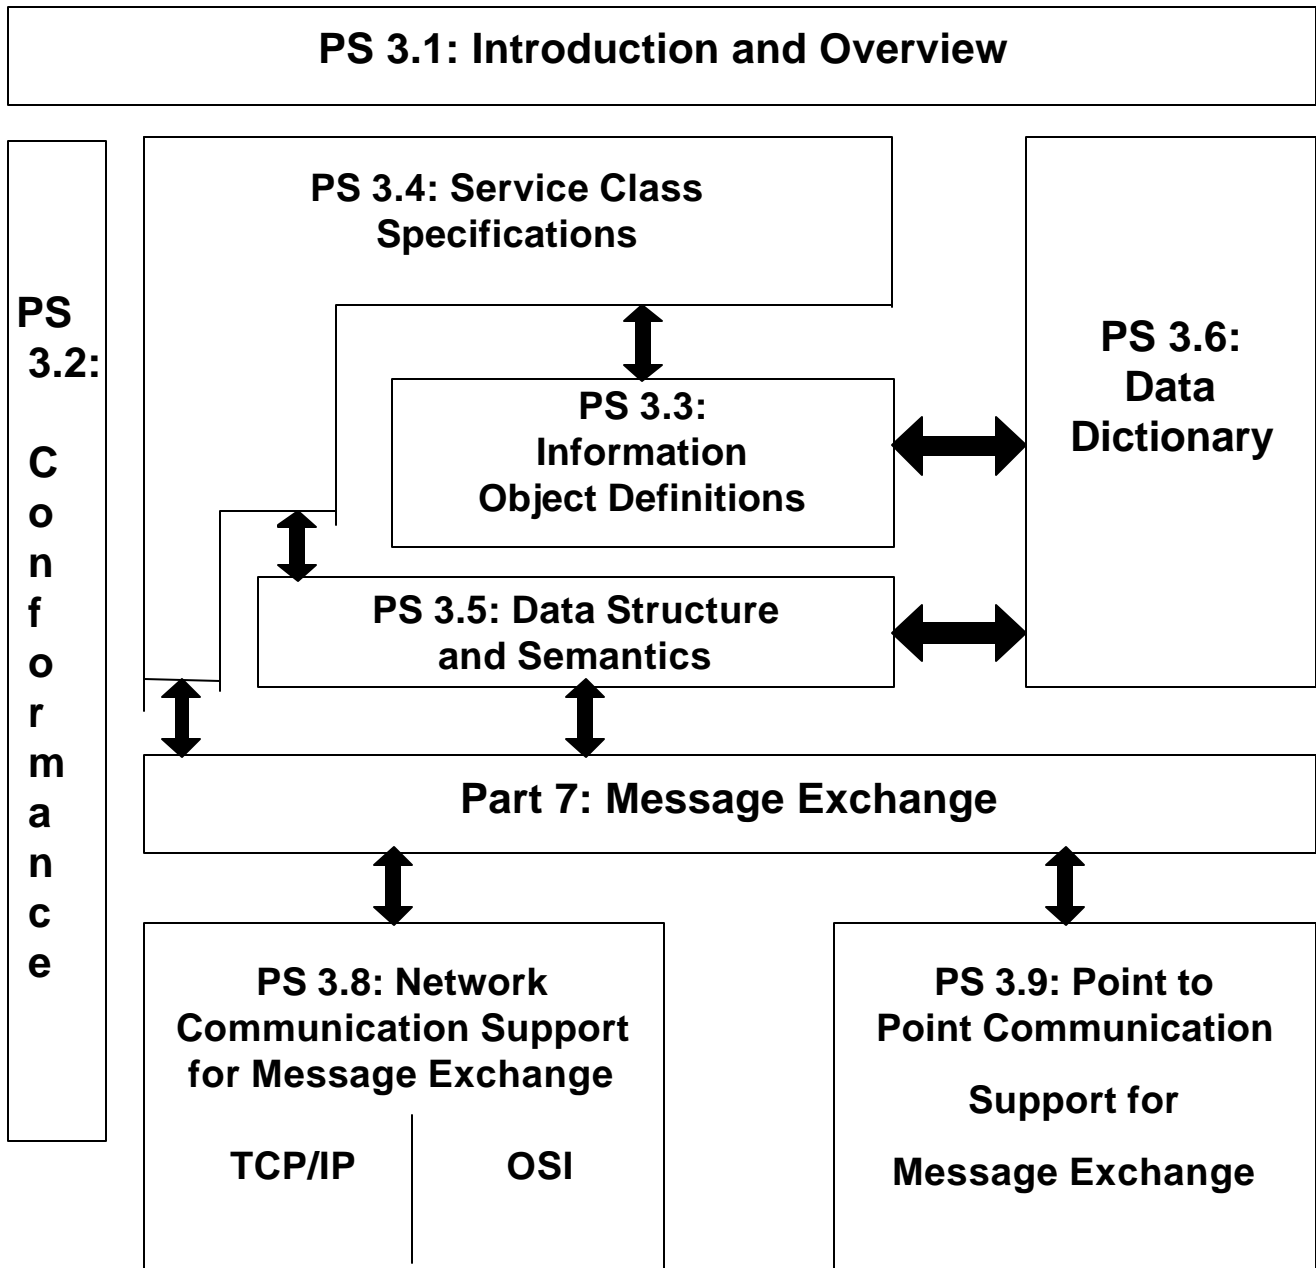 PS 3.1: Introduction and Overview
PS
3.2:
C
o
n
f
o
r
m
a
n
c
e
PS 3.4: Service Class
Specifications
PS 3.3:
Information
Object Definitions
PS 3.6:
Data
Dictionary
PS 3.5: Data Structure
and Semantics
Part 7: Message Exchange
PS 3.8: Network
Communication Support
for Message Exchange
TCP/IP
OSI
PS 3.9: Point to
Point Communication
Support for
Message Exchange